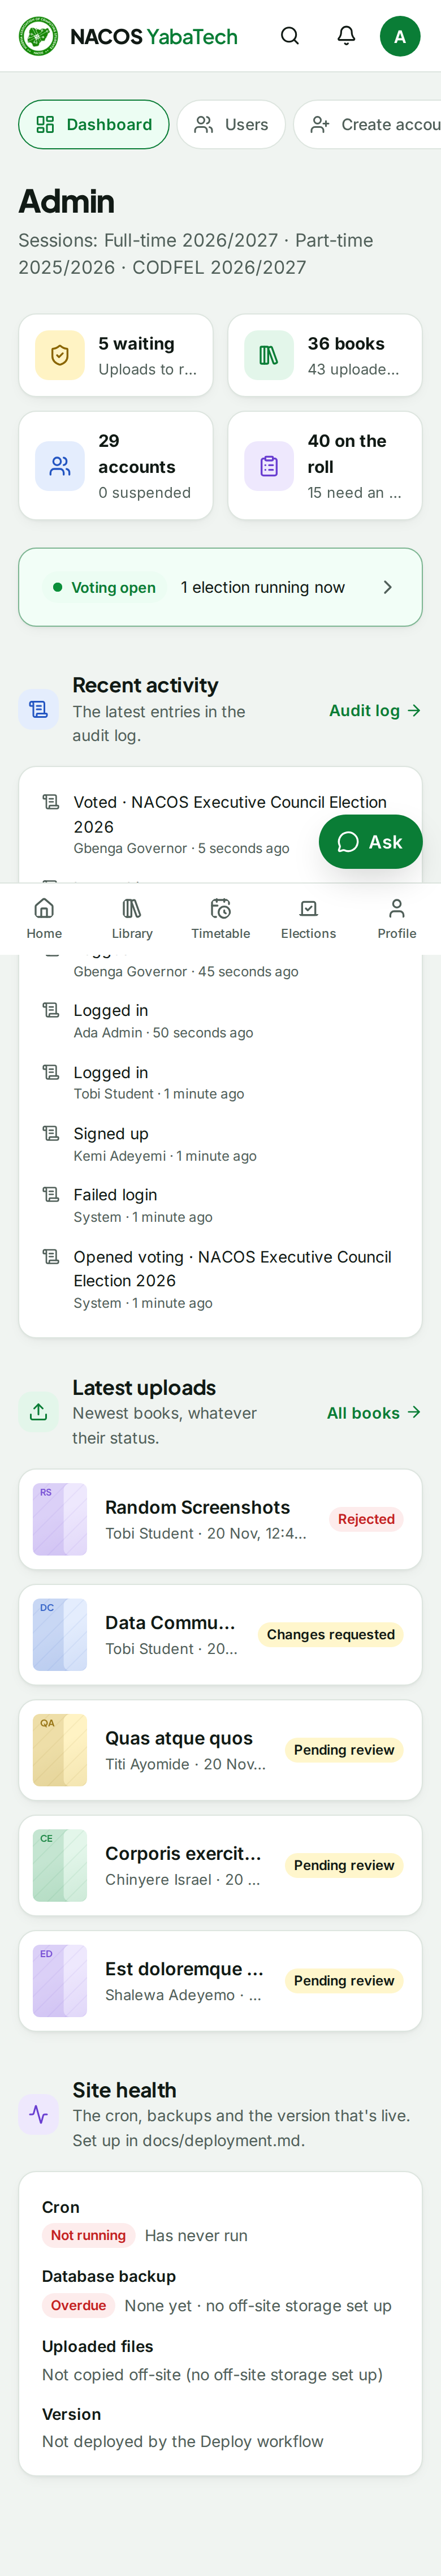 NACOS YabaTech
A
Dashboard
Users
Create accou
Admin
Sessions: Full-time 2026/2027 · Part-time
2025/2026 · CODFEL 2026/2027
5 waiting
Uploads to r...
36 books
43 uploade...
29
accounts
0 suspended
40 on the
roll
15 need an ...
Voting open
1 election running now
Recent activity
The latest entries in the
audit log.
Audit log →
Voted · NACOS Executive Council Election
2026
Gbenga Governor · 5 seconds ago
Ask
Home
Library
Timetable
Elections
Profile
Gbenga Governor · 45 seconds ago
Logged in
Ada Admin · 50 seconds ago
Logged in
Tobi Student · 1 minute ago
Signed up
Kemi Adeyemi · 1 minute ago
Failed login
System · 1 minute ago
Opened voting · NACOS Executive Council
Election 2026
System · 1 minute ago
Latest uploads
Newest books, whatever
their status.
All books →
RS
Random Screenshots
Tobi Student · 20 Nov, 12:4...
Rejected
DC
Data Commu...
Tobi Student · 20...
Changes requested
QA
Quas atque quos
Titi Ayomide · 20 Nov...
Pending review
CE
Corporis exercit...
Chinyere Israel · 20 ...
Pending review
ED
Est doloremque ...
Shalewa Adeyemo · ...
Pending review
Site health
The cron, backups and the version that's live.
Set up in docs/deployment.md.
Cron
Not running
Has never run
Database backup
Overdue
None yet · no off-site storage set up
Uploaded files
Not copied off-site (no off-site storage set up)
Version
Not deployed by the Deploy workflow